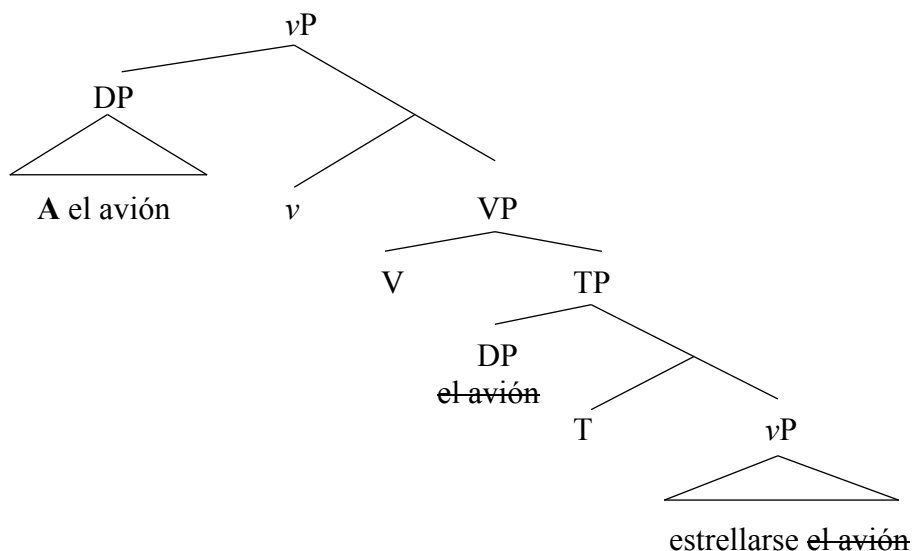 vP
DP
A el avión
v
VP
V
TP
DP
el avión
T
vP
estrellarse el avión